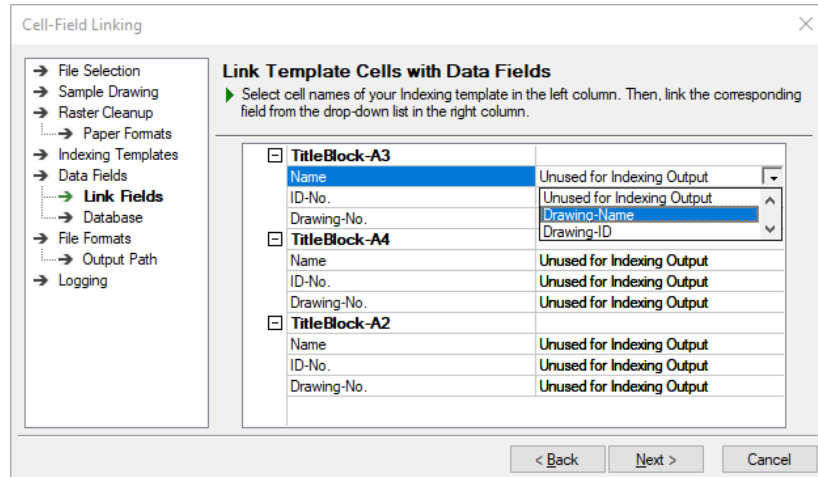 Cell-Field Linking
File Selection
Sample Drawing
Raster Cleanup
Paper Formats
Indexing Templates
Data Fields
Link Fields
Database
File Formats
Output Path
Logging
Link Template Cells with Data Fields
Select cell names of your Indexing template in the left column. Then, link the corresponding
field from the drop-down list in the right column.
TitleBlock-A3
Name Unused for Indexing Output
ID-No. Unused for Indexing Output
Drawing-Name
Drawing-No. Drawing-ID
TitleBlock-A4
Name Unused for Indexing Output
ID-No. Unused for Indexing Output
Drawing-No. Unused for Indexing Output
TitleBlock-A2
Name Unused for Indexing Output
ID-No. Unused for Indexing Output
Drawing-No. Unused for Indexing Output
< Back Next > Cancel